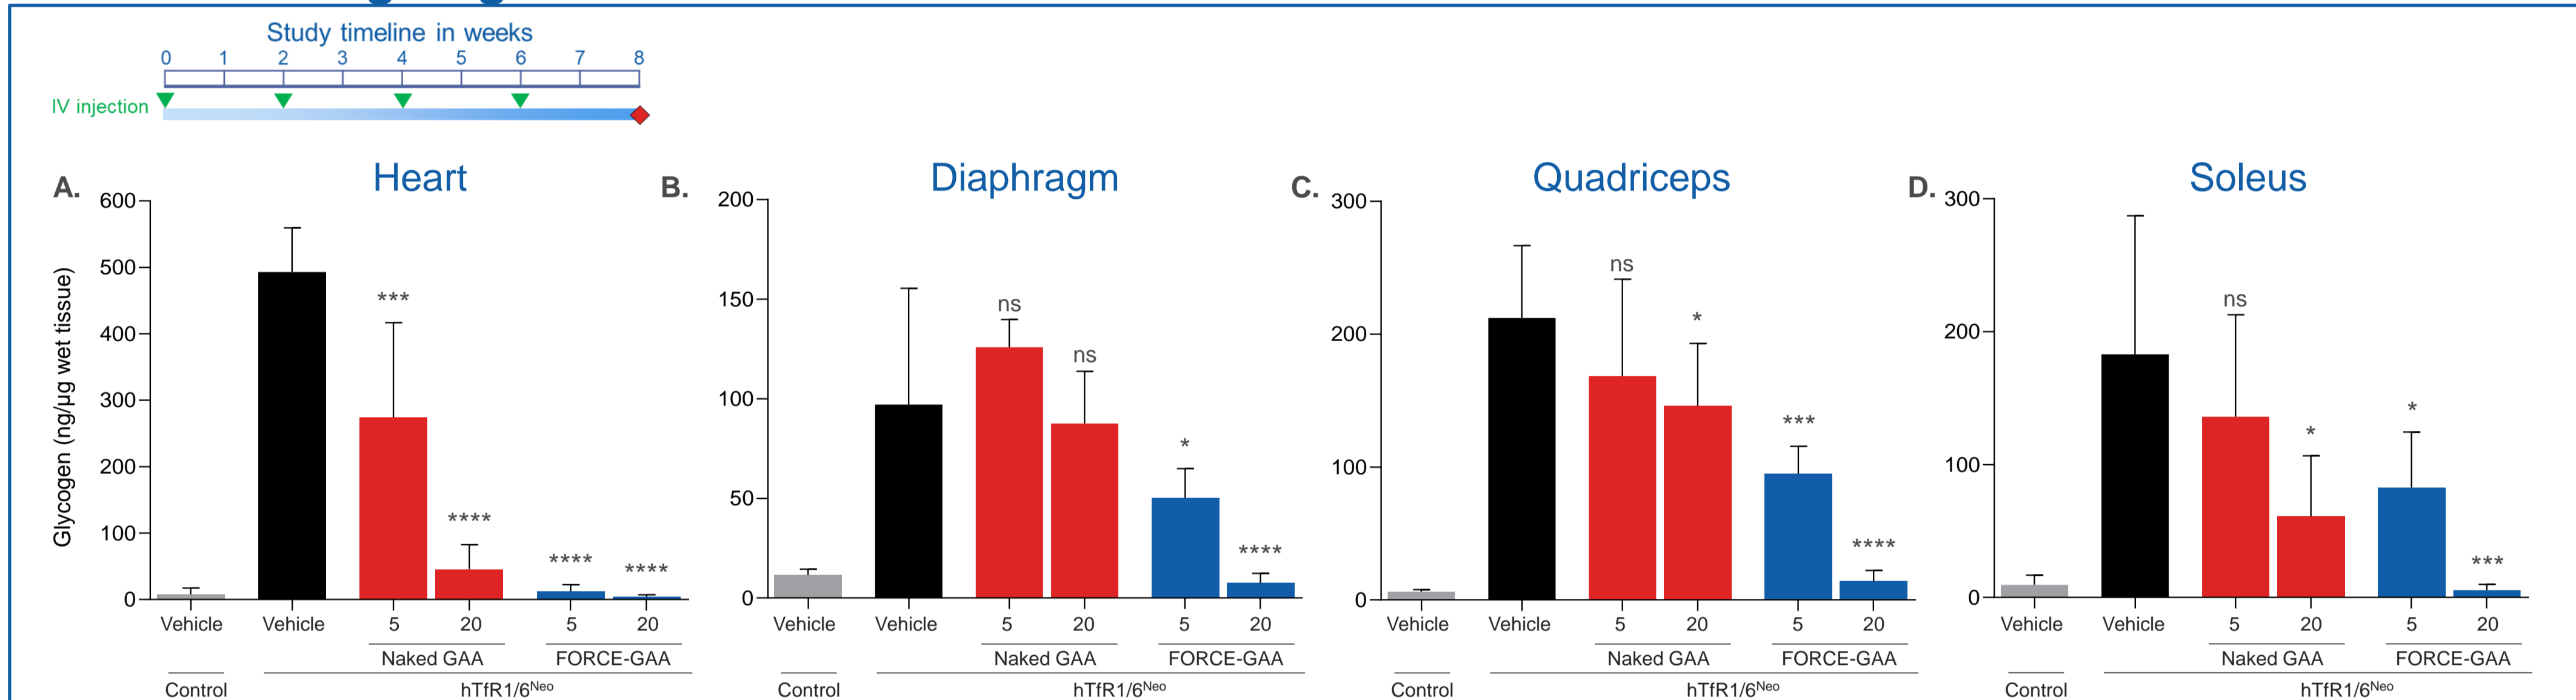 Study timeline in weeks
0 1 2 3 4 5 6 7 8
IV injection
A.
Heart
Glycogen (ng/µg wet tissue)
600
500
400
300
200
100
0
***
****
****
****
Vehicle Vehicle 5 20 5 20
Naked GAA FORCE-GAA
Control hTfR1/6Neo
B.
Diaphragm
200
150
100
50
0
ns
ns
*
****
Vehicle Vehicle 5 20 5 20
Naked GAA FORCE-GAA
Control hTfR1/6Neo
C.
Quadriceps
300
200
100
0
ns
*
***
****
Vehicle Vehicle 5 20 5 20
Naked GAA FORCE-GAA
Control hTfR1/6Neo
D.
Soleus
300
200
100
0
ns
*
*
***
Vehicle Vehicle 5 20 5 20
Naked GAA FORCE-GAA
Control hTfR1/6Neo